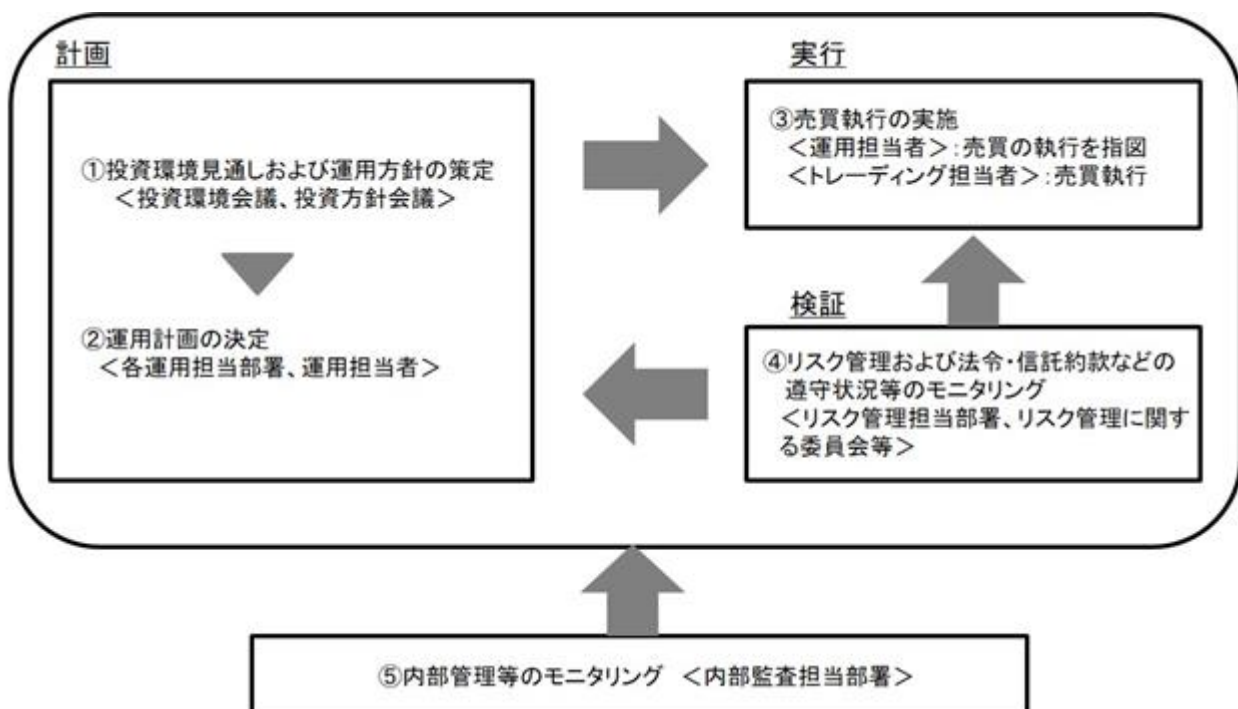 計画
①投資環境見通しおよび運用方針の策定
＜投資環境会議、投資方針会議＞
②運用計画の決定
＜各運用担当部署、運用担当者＞
実行
③売買執行の実施
＜運用担当者＞：売買の執行を指図
＜トレーディング担当者＞：売買執行
検証
④リスク管理および法令・信託約款などの
遵守状況等のモニタリング
＜リスク管理担当部署、リスク管理に関す
る委員会等＞
⑤内部管理等のモニタリング ＜内部監査担当部署＞